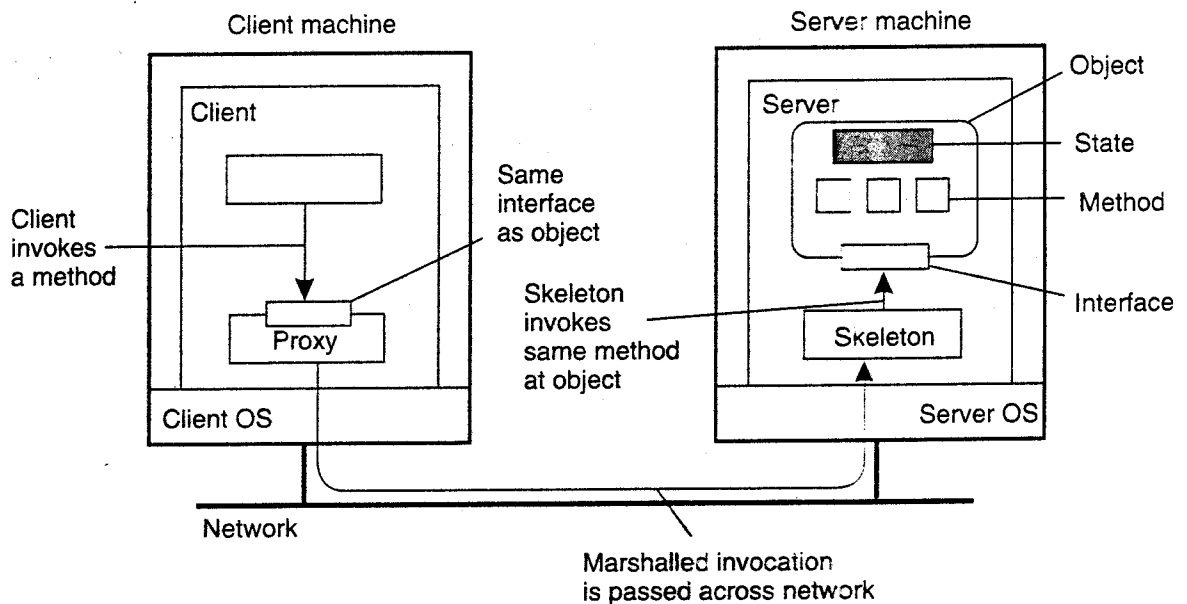 Client machine
Server machine
Object
Client
Server
State
Same
interface
as object
Method
Client
invokes
a method
Skeleton
invokes
same method
at object
Interface
Proxy
Skeleton
Client OS
Server OS
Network
Marshalled invocation
is passed across network